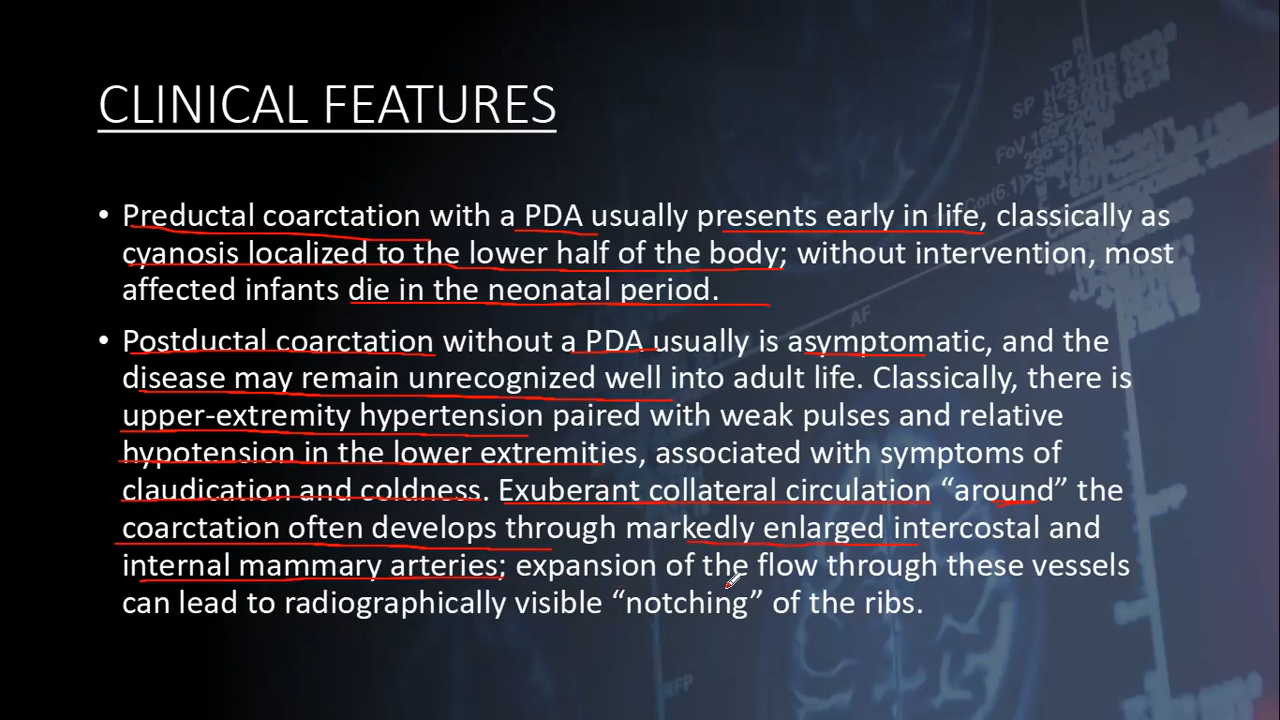 CLINICAL FEATURES
• Preductal coarctation with a PDA usually presents early in life, classically as
cyanosis localized to the lower half of the body; without intervention, most
affected infants die in the neonatal period.
• Postductal coarctation without a PDA usually is asymptomatic, and the
disease may remain unrecognized well into adult life. Classically, there is
upper-extremity hypertension paired with weak pulses and relative
hypotension in the lower extremities, associated with symptoms of
claudication and coldness. Exuberant collateral circulation “around” the
coarctation often develops through markedly enlarged intercostal and
internal mammary arteries; expansion of the flow through these vessels
can lead to radiographically visible “notching” of the ribs.
AF